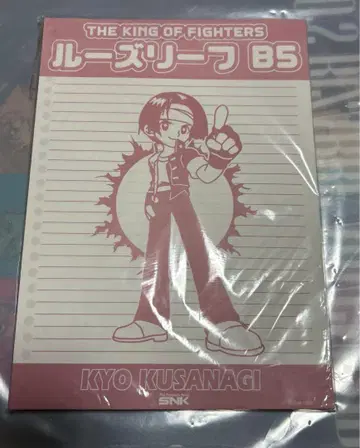 THE KING OF FIGHTERS
ルーズリーフ B5
KYO KUSANAGI
SNK